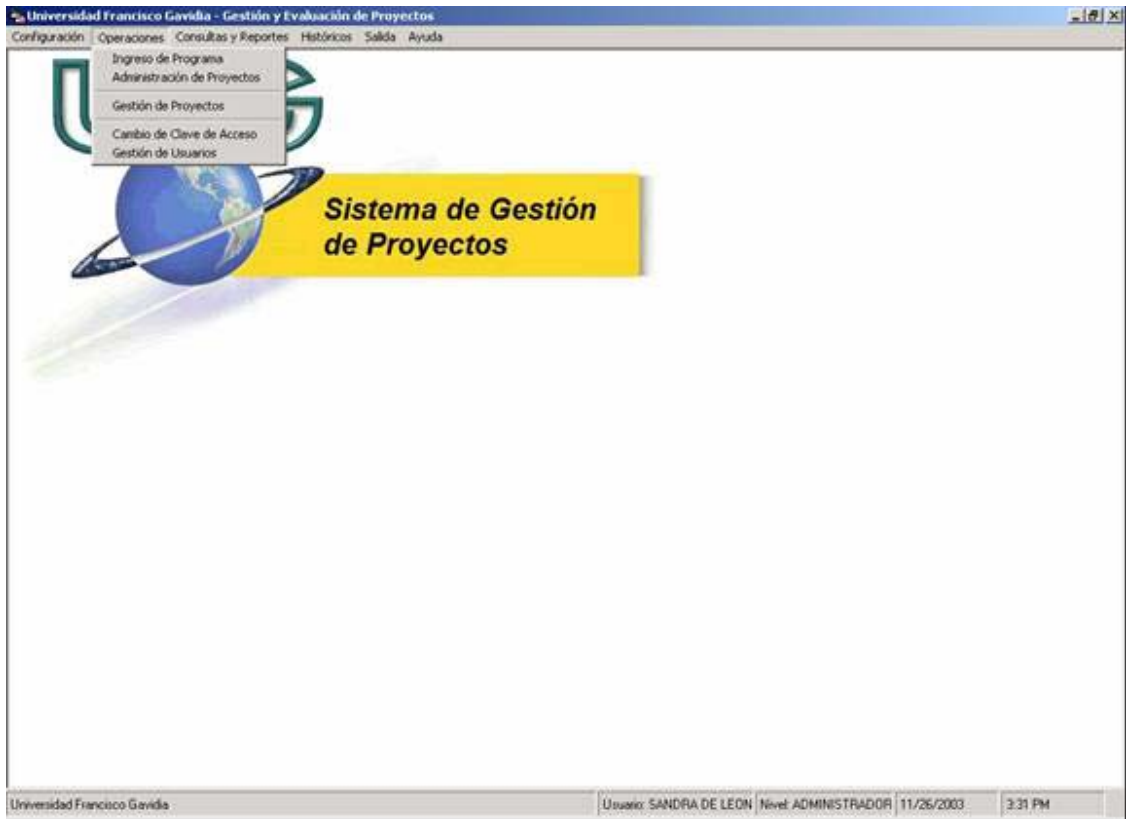 Universidad Francisco Gavidia - Gestión y Evaluación de Proyectos
Configuración Operaciones Consultas y Reportes Históricos Salida Ayuda
Ingreso de Programa
Administración de Proyectos
Gestión de Proyectos
Cambio de Clave de Acceso
Gestión de Usuarios
Sistema de Gestión
de Proyectos
Universidad Francisco Gavidia Usuario: SANDRA DE LEON Nivel: ADMINISTRADOR 11/26/2003 3:31 PM